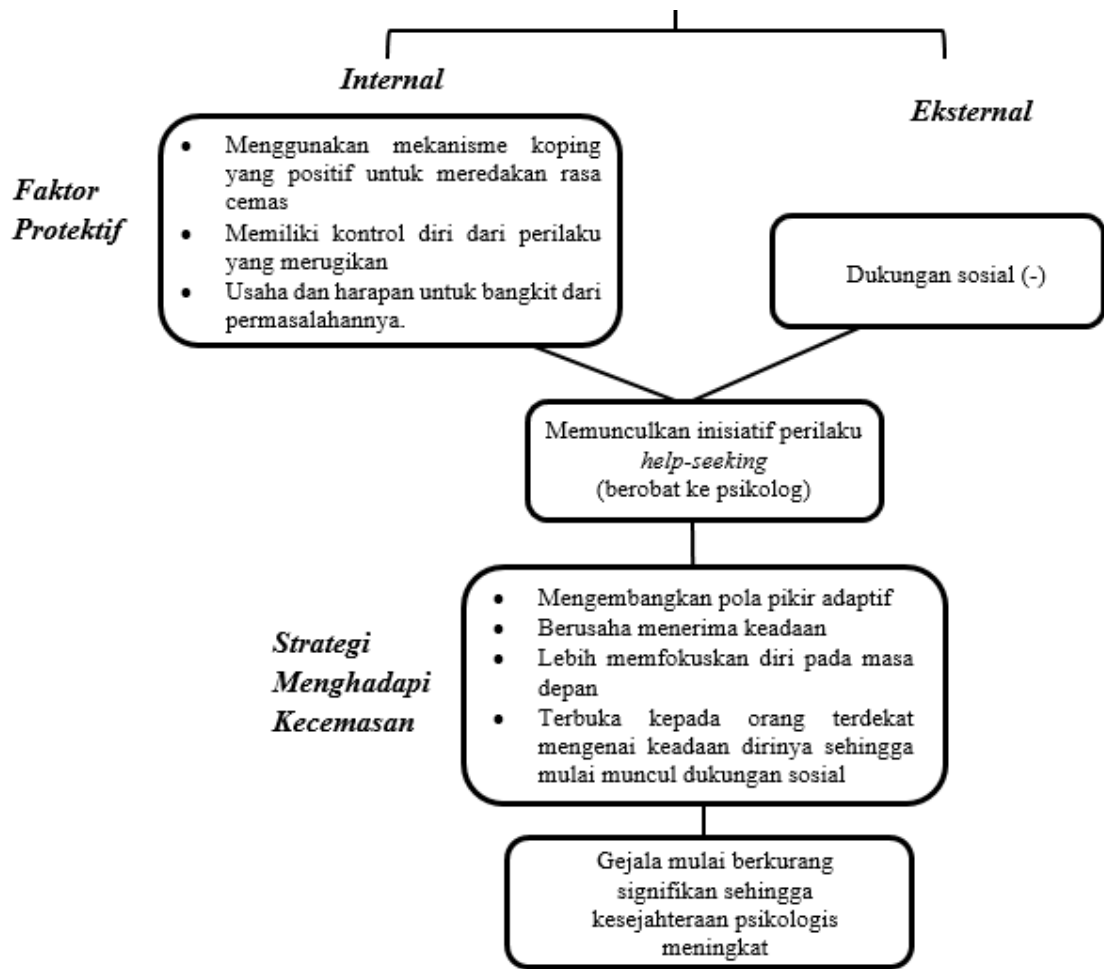 Internal
Eksternal
Faktor
Protektif
• Menggunakan mekanisme koping
yang positif untuk meredakan rasa
cemas
• Memiliki kontrol diri dari perilaku
yang merugikan
• Usaha dan harapan untuk bangkit dari
permasalahannya.
Dukungan sosial (-)
Memunculkan inisiatif perilaku
help-seeking
(berobat ke psikolog)
Strategi
Menghadapi
Kecemasan
• Mengembangkan pola pikir adaptif
• Berusaha menerima keadaan
• Lebih memfokuskan diri pada masa
depan
• Terbuka kepada orang terdekat
mengenai keadaan dirinya sehingga
mulai muncul dukungan sosial
Gejala mulai berkurang
signifikan sehingga
kesejahteraan psikologis
meningkat